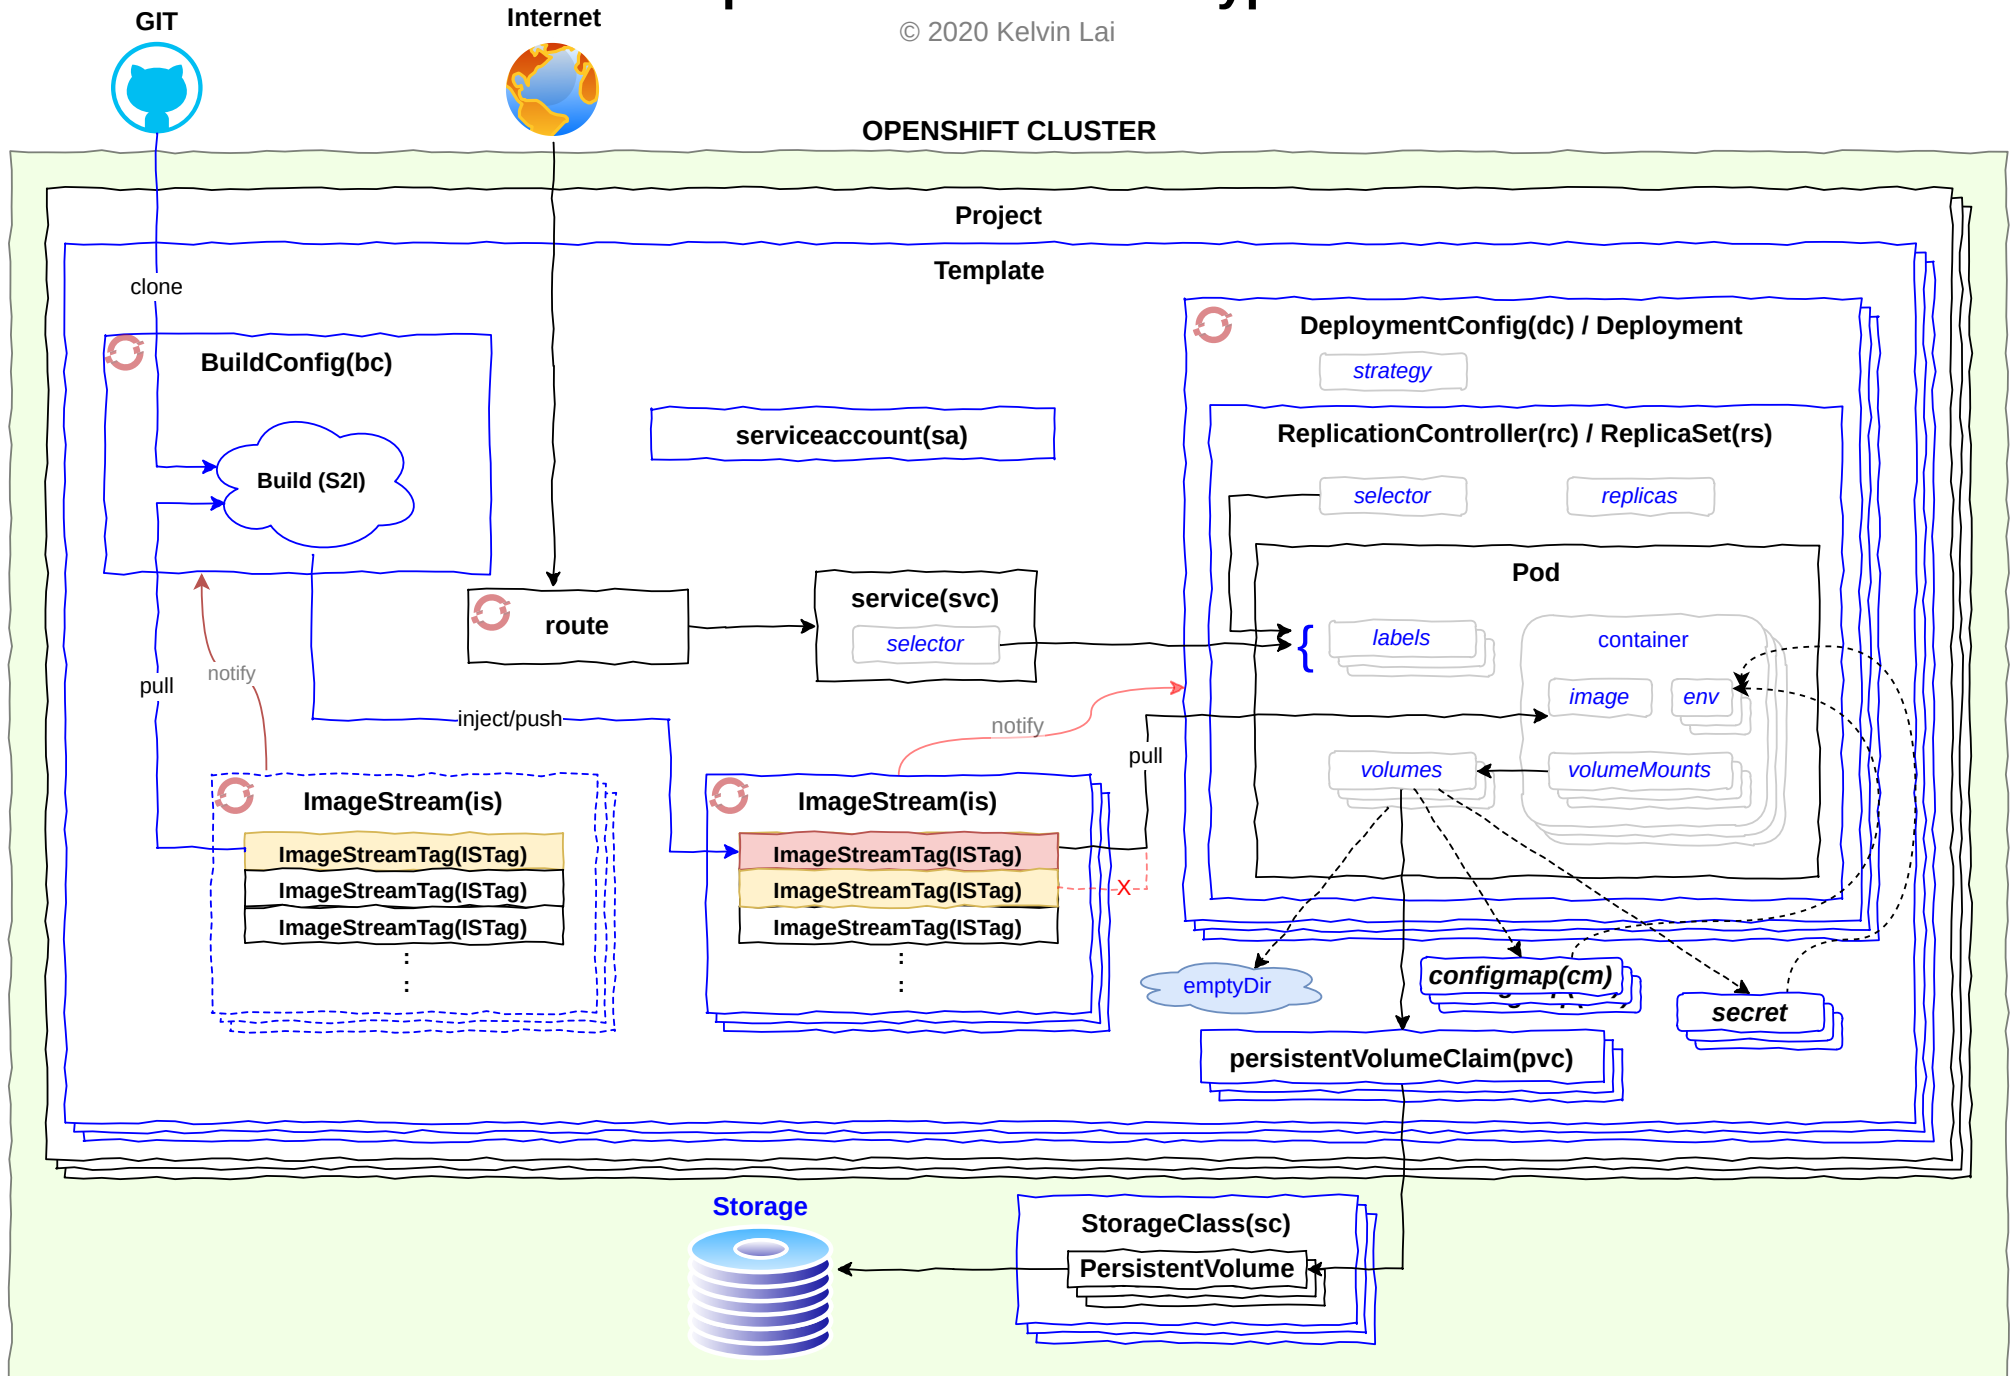 GIT
Internet
© 2020 Kelvin Lai
OPENSHIFT CLUSTER
Project
Template
clone
BuildConfig(bc)
Build (S2I)
serviceaccount(sa)
DeploymentConfig(dc) / Deployment
strategy
ReplicationController(rc) / ReplicaSet(rs)
selector
replicas
Pod
{
labels
container
image
env
volumes
volumeMounts
route
service(svc)
selector
notify
pull
inject/push
notify
pull
ImageStream(is)
ImageStreamTag(ISTag)
ImageStreamTag(ISTag)
ImageStreamTag(ISTag)
:
:
ImageStream(is)
ImageStreamTag(ISTag)
ImageStreamTag(ISTag)
X
ImageStreamTag(ISTag)
:
:
emptyDir
configmap(cm)
secret
persistentVolumeClaim(pvc)
Storage
StorageClass(sc)
PersistentVolume